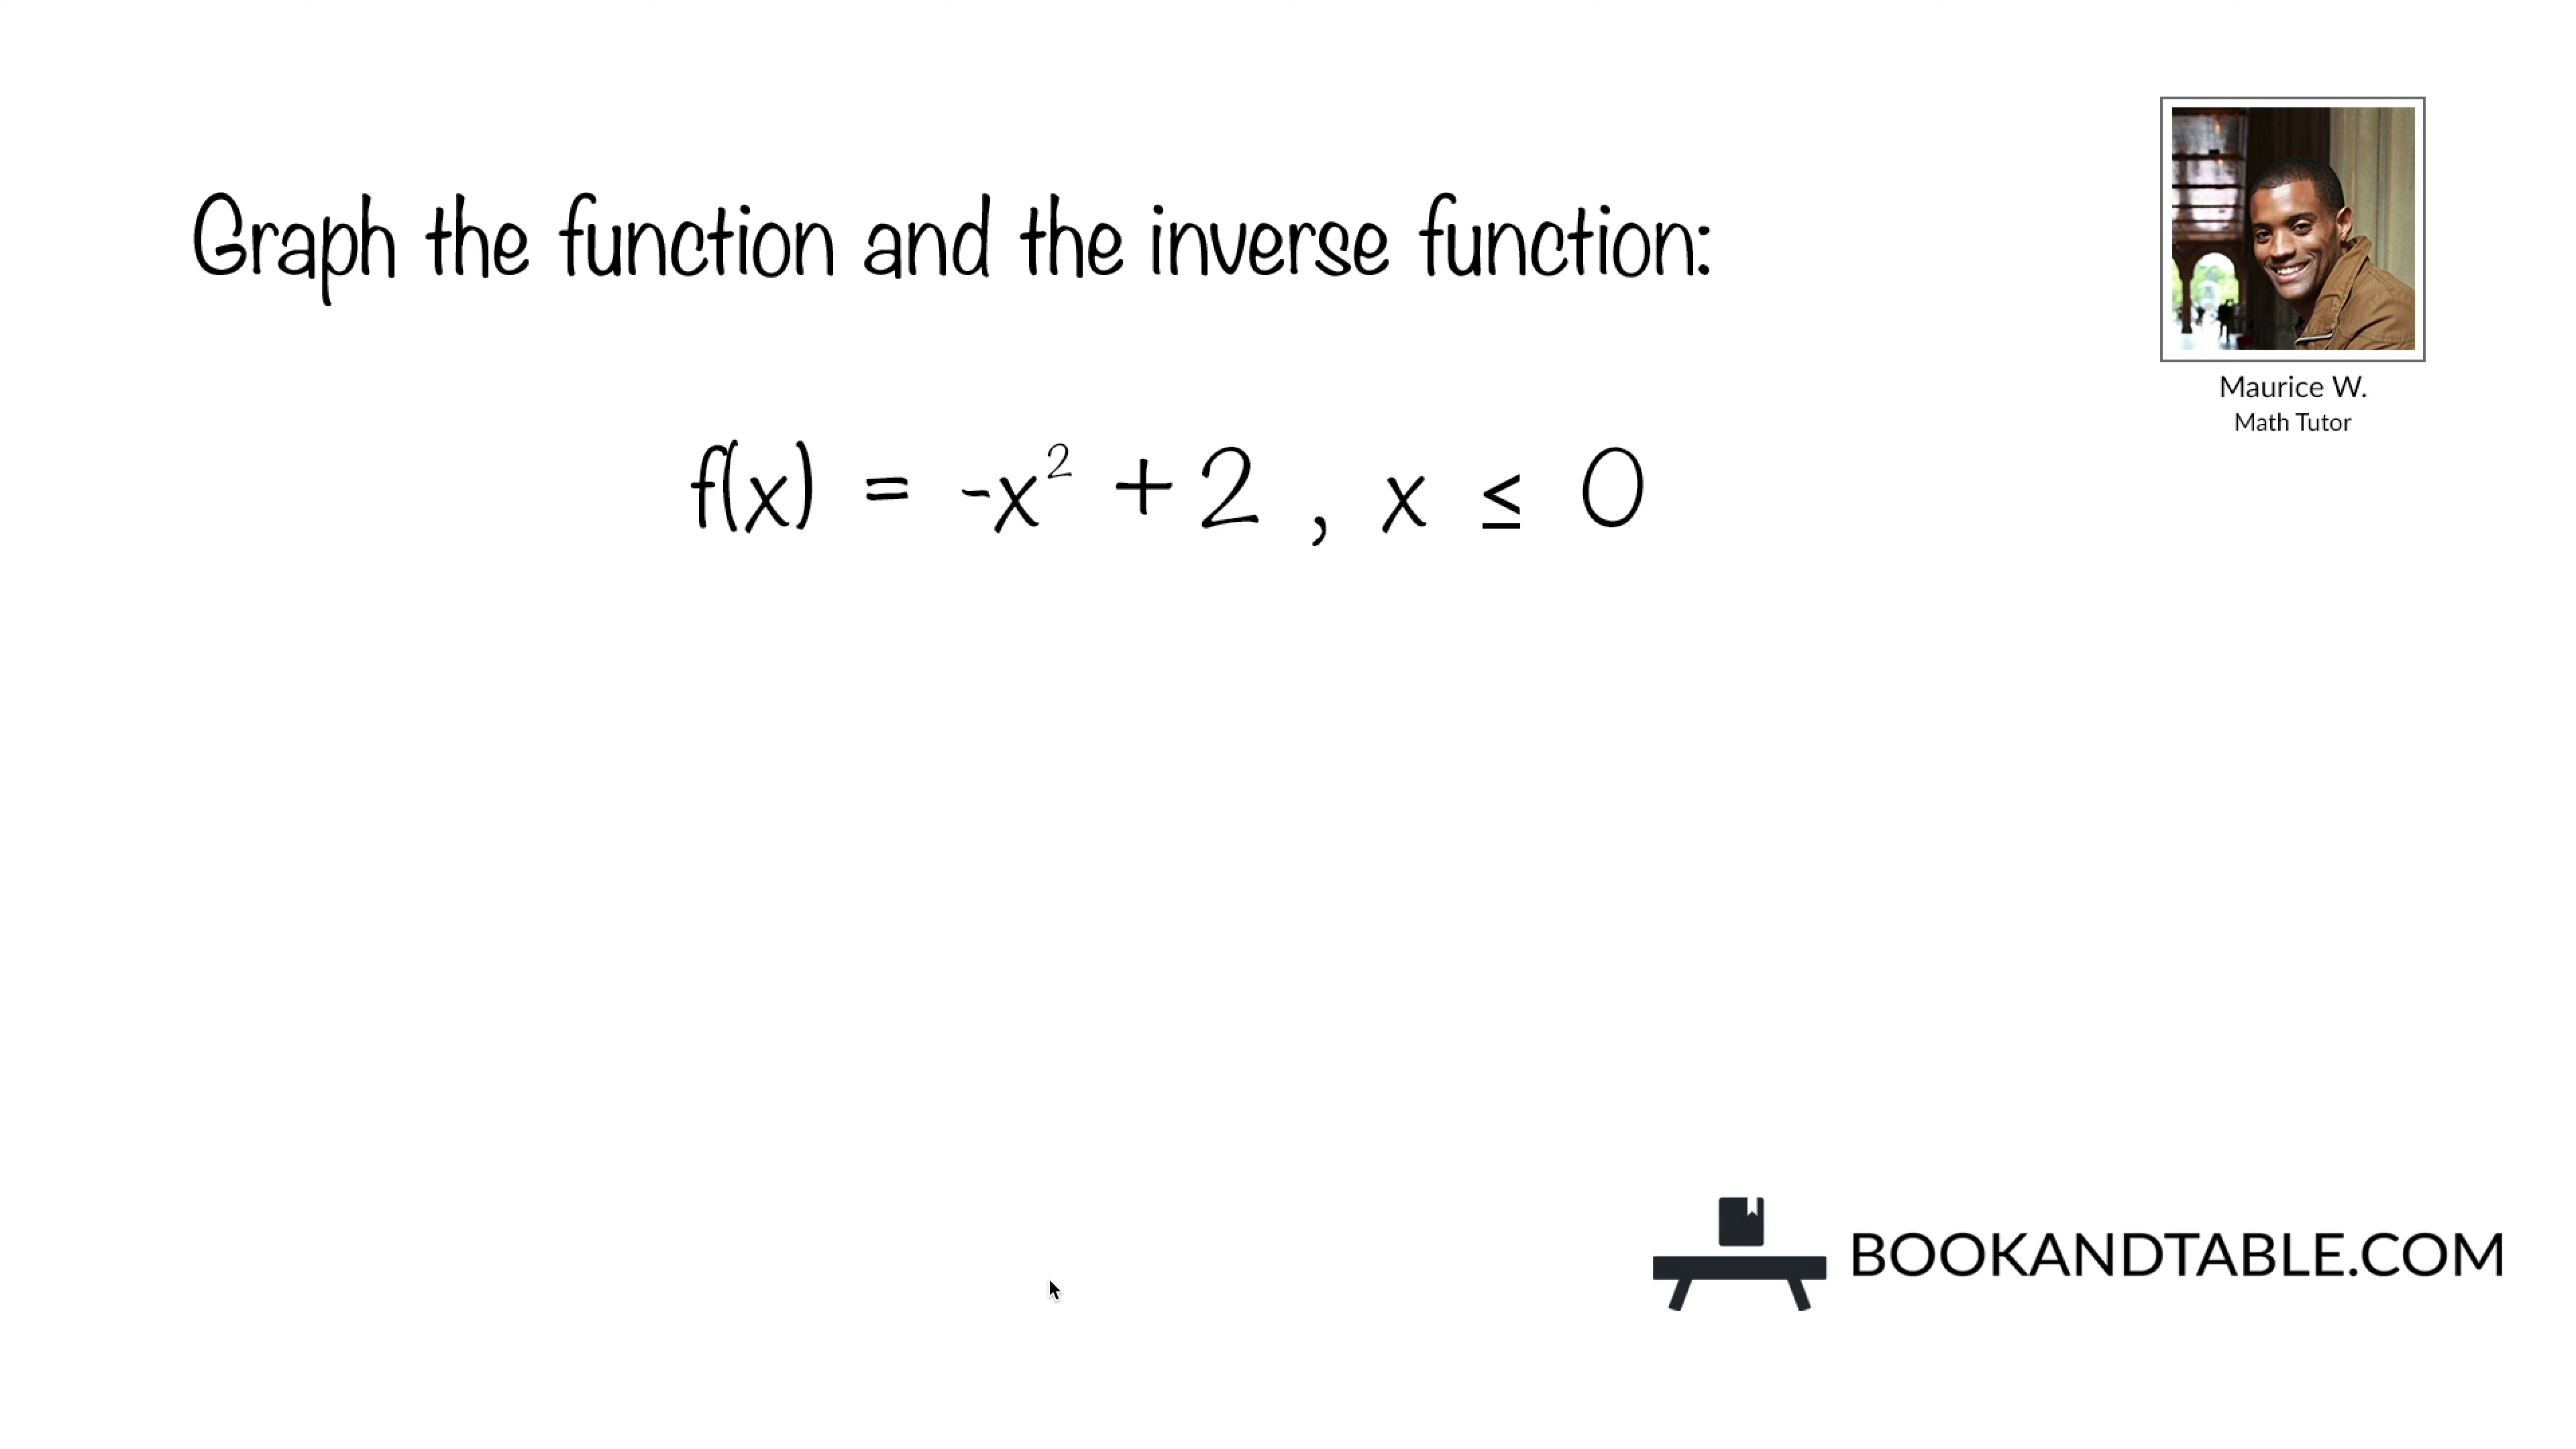 Graph the function and the inverse function:
f(x) = -x² + 2 , x ≤ 0
Maurice W.
Math Tutor
BOOKANDTABLE.COM